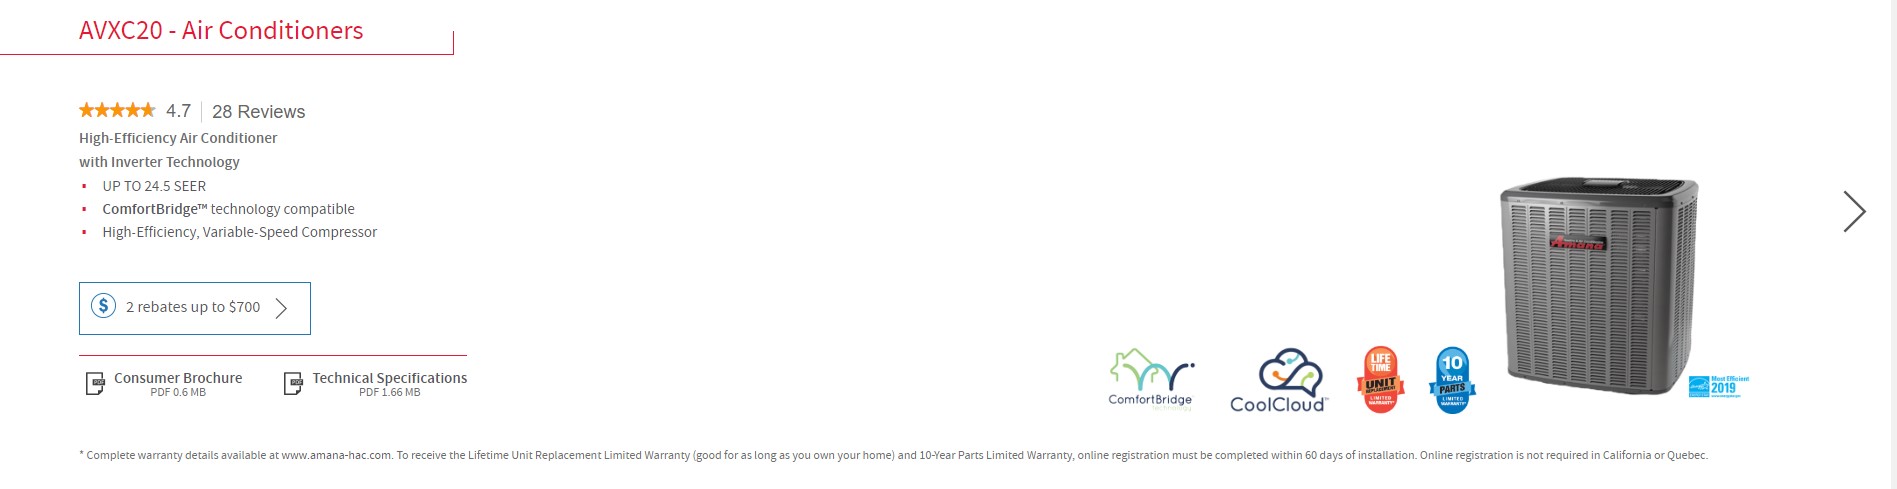 AVXC20 - Air Conditioners
4.7
28 Reviews
High-Efficiency Air Conditioner
with Inverter Technology
UP TO 24.5 SEER
ComfortBridge™ technology compatible
High-Efficiency, Variable-Speed Compressor
$ 2 rebates up to $700
PDF Consumer Brochure
PDF 0.6 MB
PDF Technical Specifications
PDF 1.66 MB
ComfortBridge™
technology
CoolCloud™
LIFE
TIME
UNIT
REPLACEMENT
LIMITED
WARRANTY*
10
YEAR
PARTS
LIMITED
WARRANTY*
Amana
Most Efficient
2019
* Complete warranty details available at www.amana-hac.com. To receive the Lifetime Unit Replacement Limited Warranty (good for as long as you own your home) and 10-Year Parts Limited Warranty, online registration must be completed within 60 days of installation. Online registration is not required in California or Quebec.